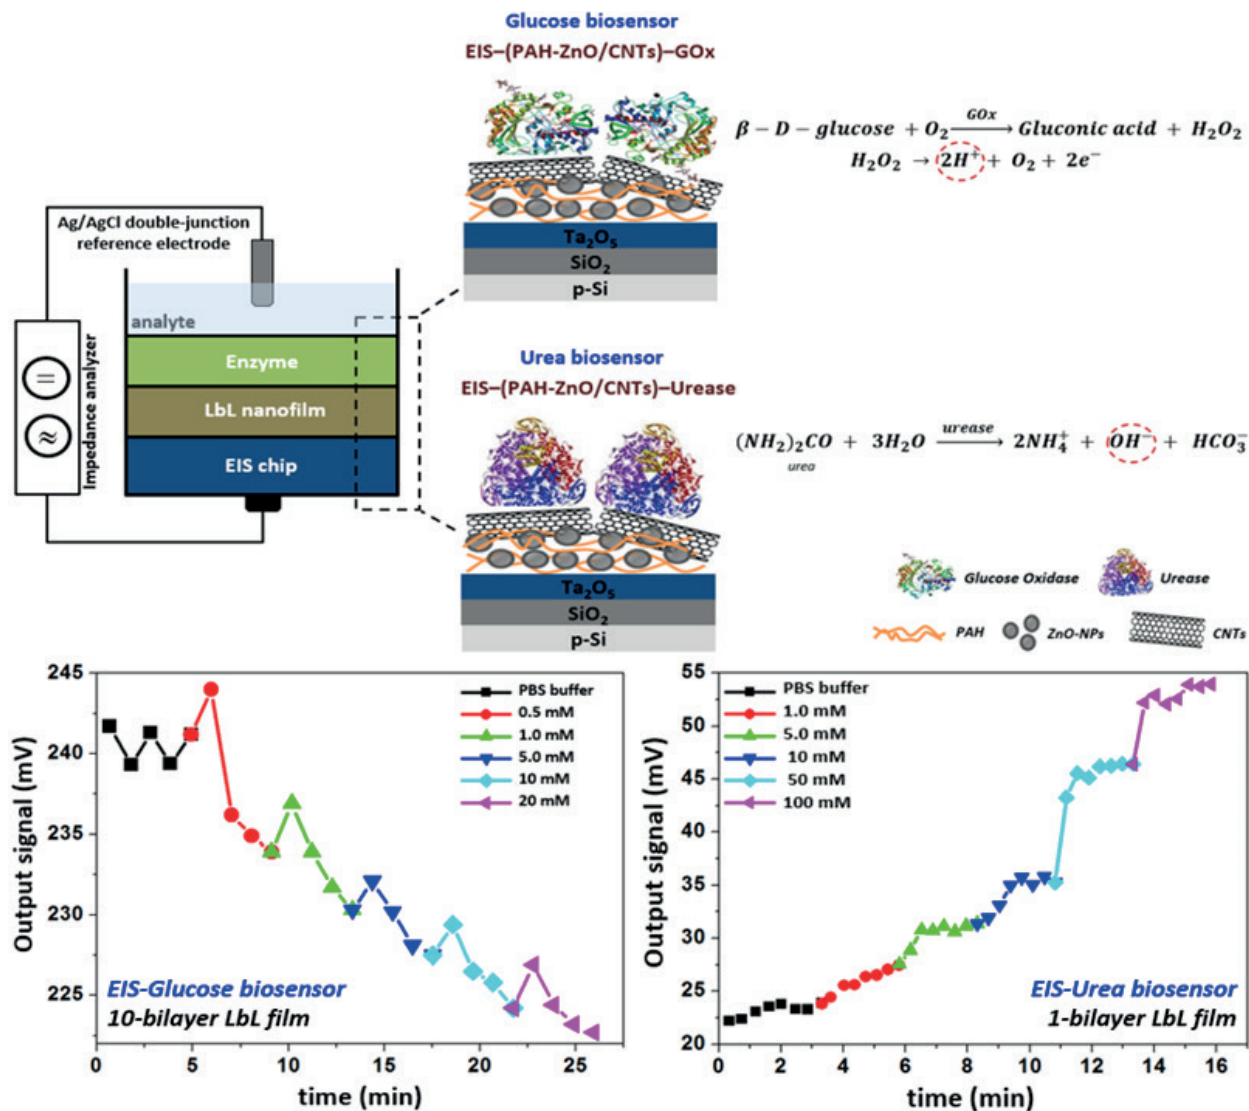 Glucose biosensor
EIS–(PAH-ZnO/CNTs)–GOx
β − D − glucose + O₂ —GOx→ Gluconic acid + H₂O₂
H₂O₂ → 2H⁺ + O₂ + 2e⁻
Ta₂O₅
SiO₂
p-Si
Ag/AgCl double-junction
reference electrode
analyte
Enzyme
LbL nanofilm
EIS chip
=
≈
Impedance analyzer
Urea biosensor
EIS–(PAH-ZnO/CNTs)–Urease
(NH₂)₂CO + 3H₂O —urease→ 2NH₄⁺ + OH⁻ + HCO₃⁻
urea
Ta₂O₅
SiO₂
p-Si
Glucose Oxidase
Urease
PAH
ZnO-NPs
CNTs
245
240
235
230
225
Output signal (mV)
PBS buffer
0.5 mM
1.0 mM
5.0 mM
10 mM
20 mM
EIS-Glucose biosensor
10-bilayer LbL film
0 5 10 15 20 25
time (min)
55
50
45
40
35
30
25
20
Output signal (mV)
PBS buffer
1.0 mM
5.0 mM
10 mM
50 mM
100 mM
EIS-Urea biosensor
1-bilayer LbL film
0 2 4 6 8 10 12 14 16
time (min)